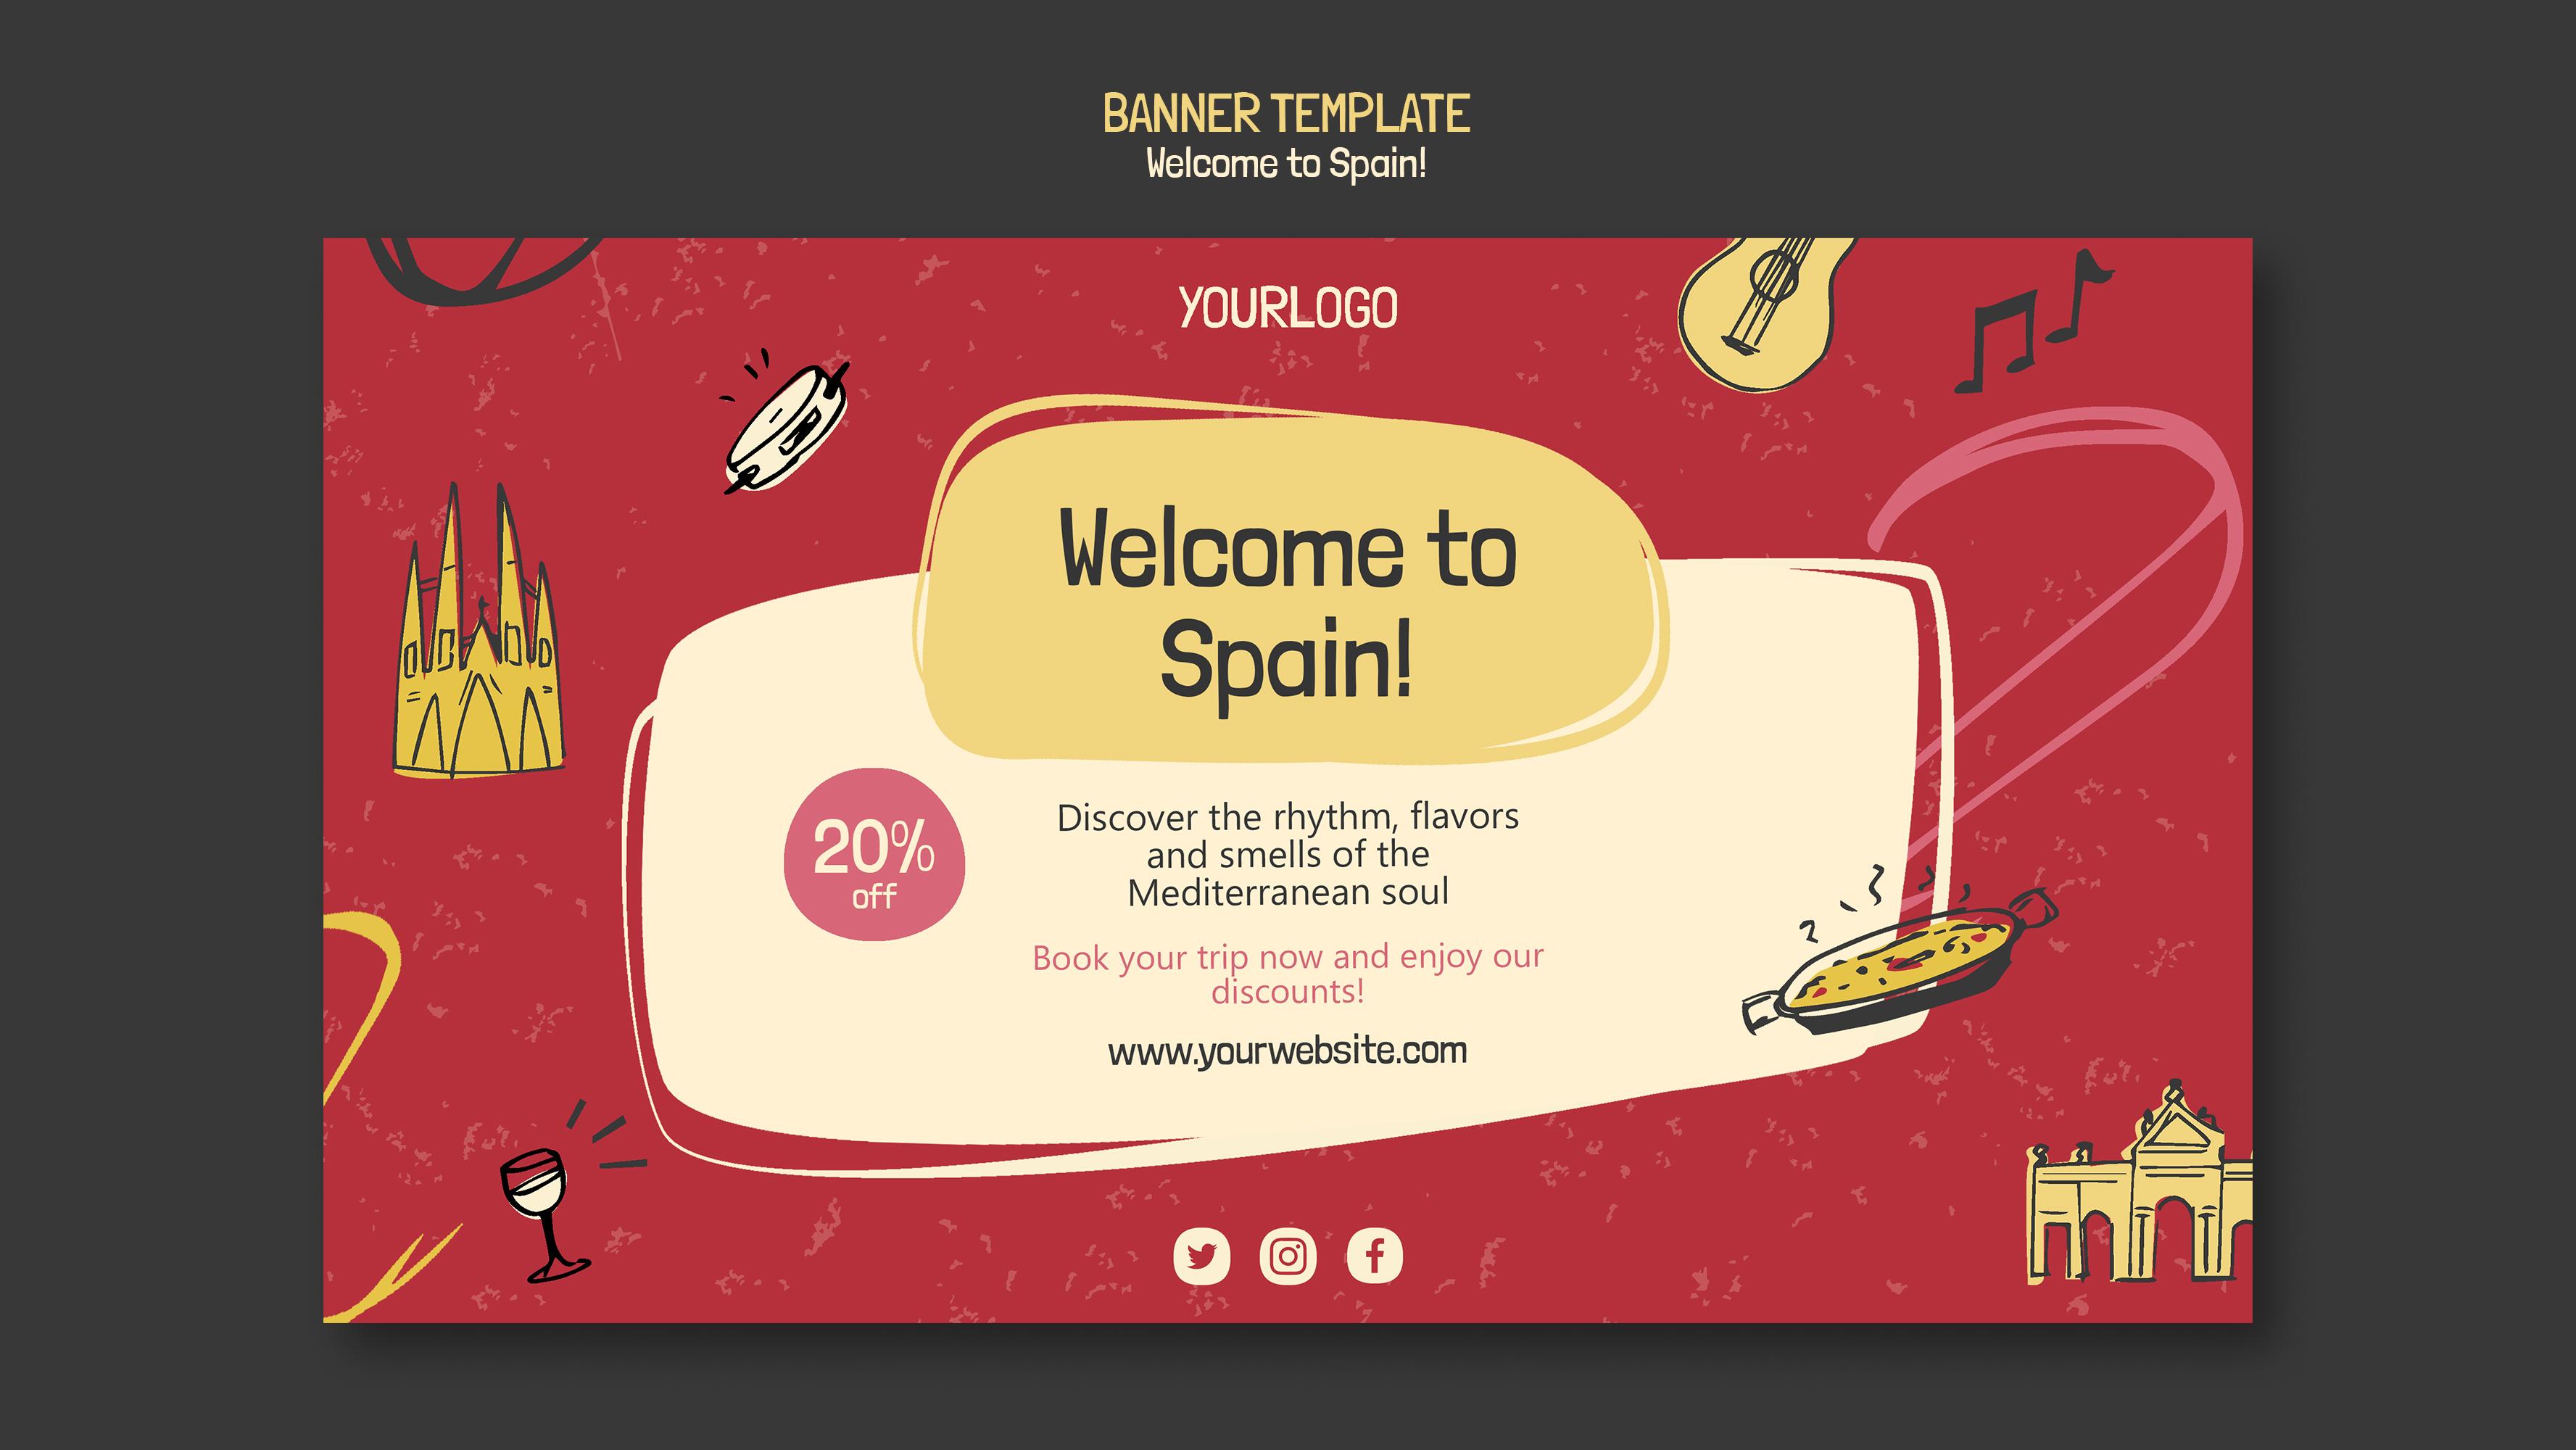 BANNER TEMPLATE
Welcome to Spain!
YOURLOGO
Welcome to
Spain!
20%
off
Discover the rhythm, flavors
and smells of the
Mediterranean soul
Book your trip now and enjoy our
discounts!
www.yourwebsite.com